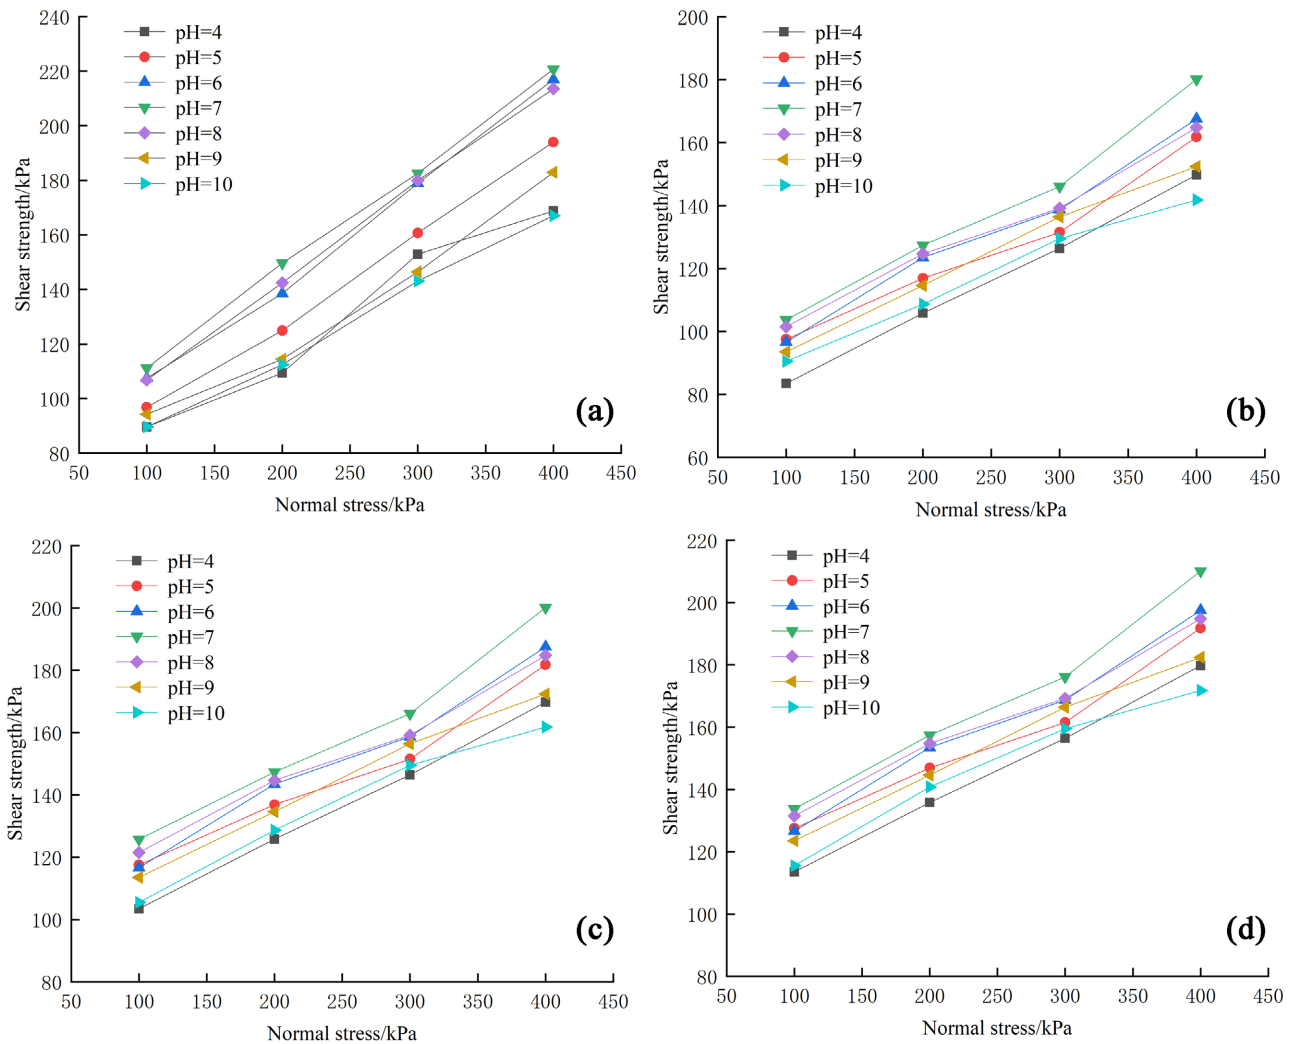 240
220
200
180
160
140
120
100
80
50
100
150
200
250
300
350
400
450
Shear strength/kPa
Normal stress/kPa
pH=4
pH=5
pH=6
pH=7
pH=8
pH=9
pH=10
(a)
200
180
160
140
120
100
80
60
50
100
150
200
250
300
350
400
450
Shear strength/kPa
Normal stress/kPa
pH=4
pH=5
pH=6
pH=7
pH=8
pH=9
pH=10
(b)
220
200
180
160
140
120
100
80
50
100
150
200
250
300
350
400
450
Shear strength/kPa
Normal stress/kPa
pH=4
pH=5
pH=6
pH=7
pH=8
pH=9
pH=10
(c)
220
200
180
160
140
120
100
80
50
100
150
200
250
300
350
400
450
Shear strength/kPa
Normal stress/kPa
pH=4
pH=5
pH=6
pH=7
pH=8
pH=9
pH=10
(d)